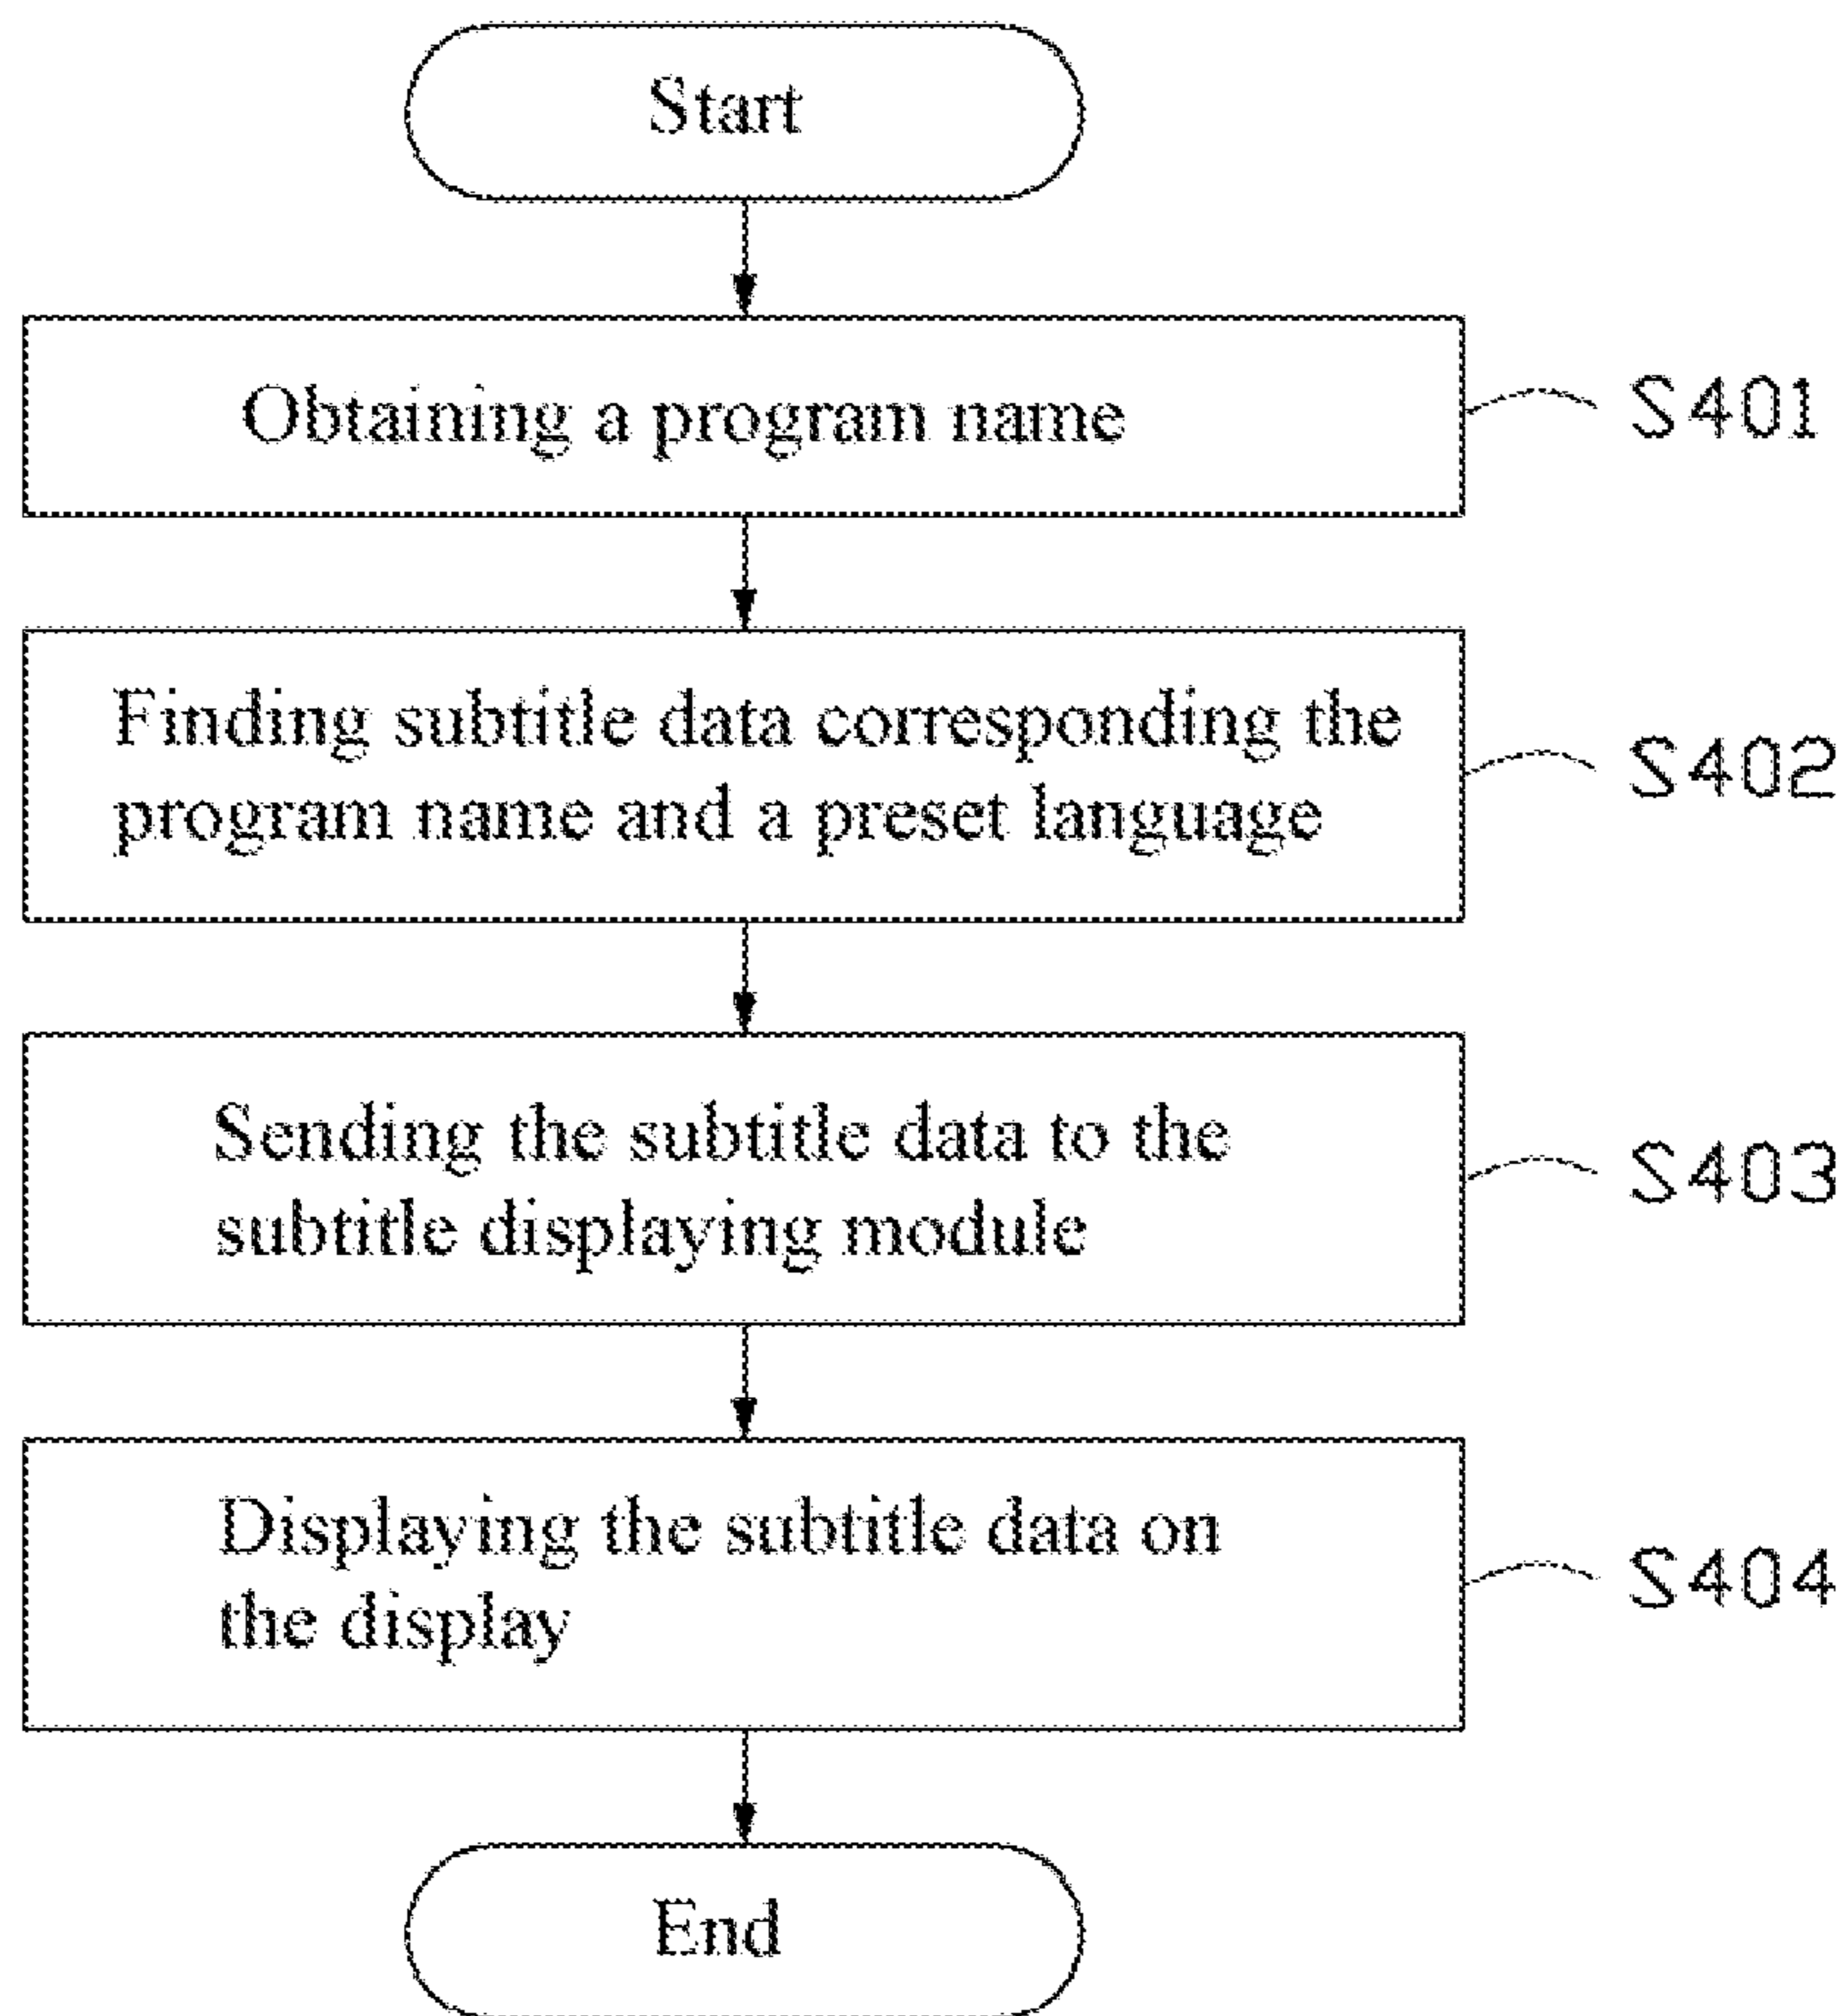 Start
Obtaining a program name
S401
Finding subtitle data corresponding the
program name and a preset language
S402
Sending the subtitle data to the
subtitle displaying module
S403
Displaying the subtitle data on
the display
S404
End